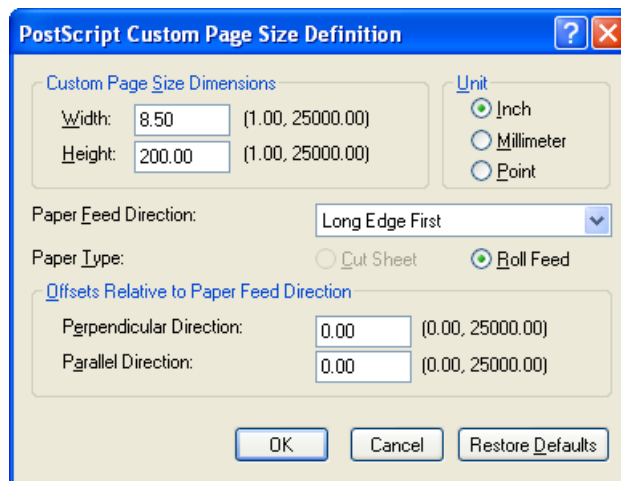 PostScript Custom Page Size Definition
Custom Page Size Dimensions
Width: 8.50 (1.00, 25000.00)
Height: 200.00 (1.00, 25000.00)
Unit
Inch
Millimeter
Point
Paper Feed Direction: Long Edge First
Paper Type: Cut Sheet Roll Feed
Offsets Relative to Paper Feed Direction
Perpendicular Direction: 0.00 (0.00, 25000.00)
Parallel Direction: 0.00 (0.00, 25000.00)
OK Cancel Restore Defaults